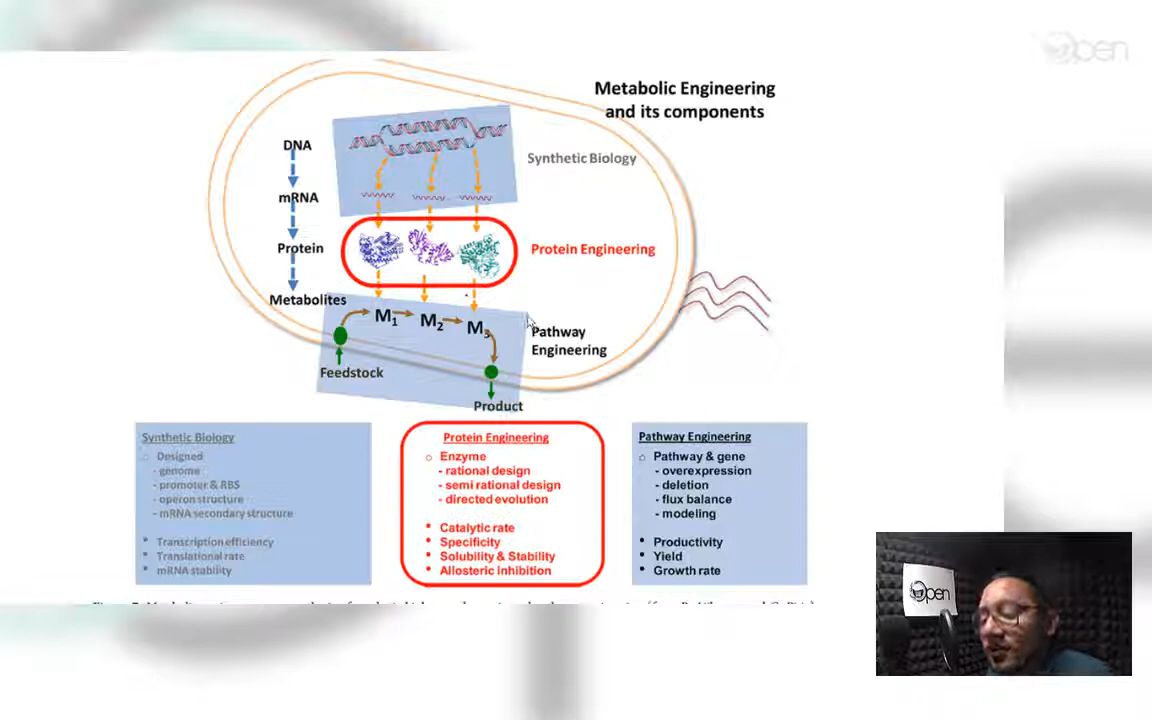 Open
Metabolic Engineering
and its components
DNA
Synthetic Biology
mRNA
Protein
Protein Engineering
Metabolites
M1
M2
M3
Pathway
Engineering
Feedstock
Product
Synthetic Biology
○ Designed
- genome
- promoter & RBS
- operon structure
- mRNA secondary structure
• Transcription efficiency
• Translational rate
• mRNA stability
Protein Engineering
○ Enzyme
- rational design
- semi rational design
- directed evolution
• Catalytic rate
• Specificity
• Solubility & Stability
• Allosteric inhibition
Pathway Engineering
○ Pathway & gene
- overexpression
- deletion
- flux balance
- modeling
• Productivity
• Yield
• Growth rate
Open